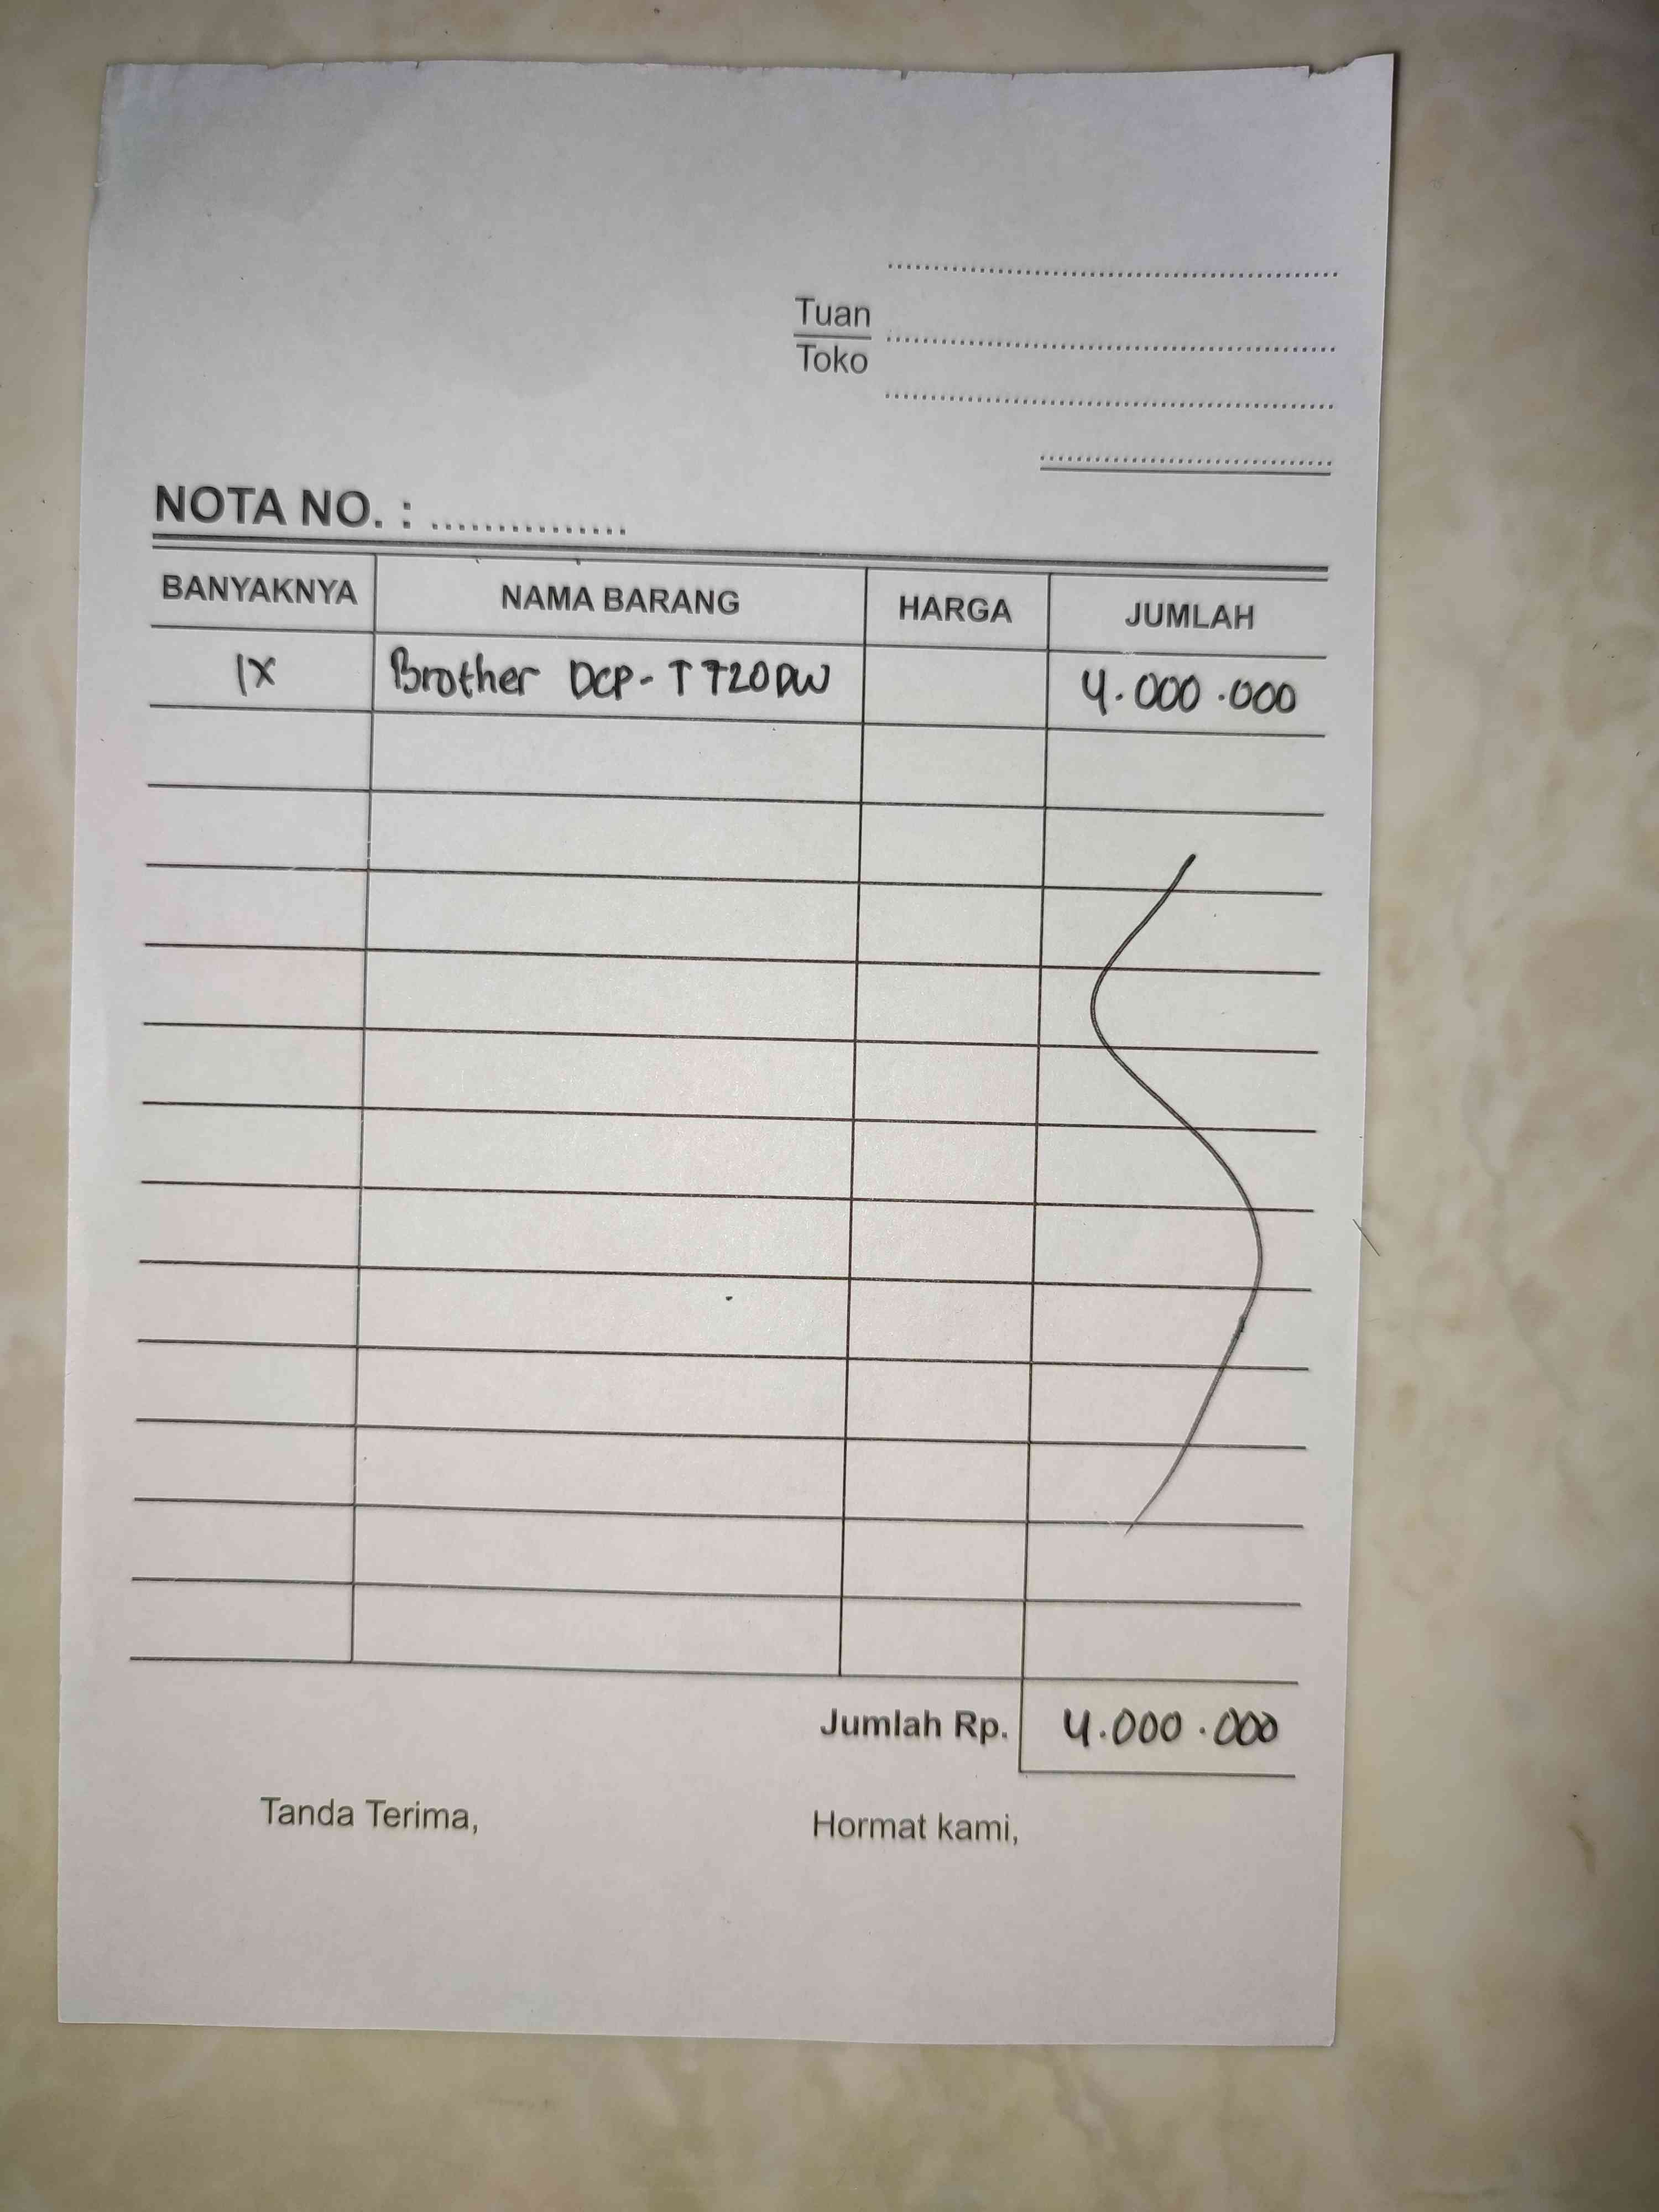 Tuan
Toko
NOTA NO. : ...............
BANYAKNYA NAMA BARANG HARGA JUMLAH
1X Brother DCP-T720DW 4.000.000
Jumlah Rp. 4.000.000
Tanda Terima, Hormat kami,